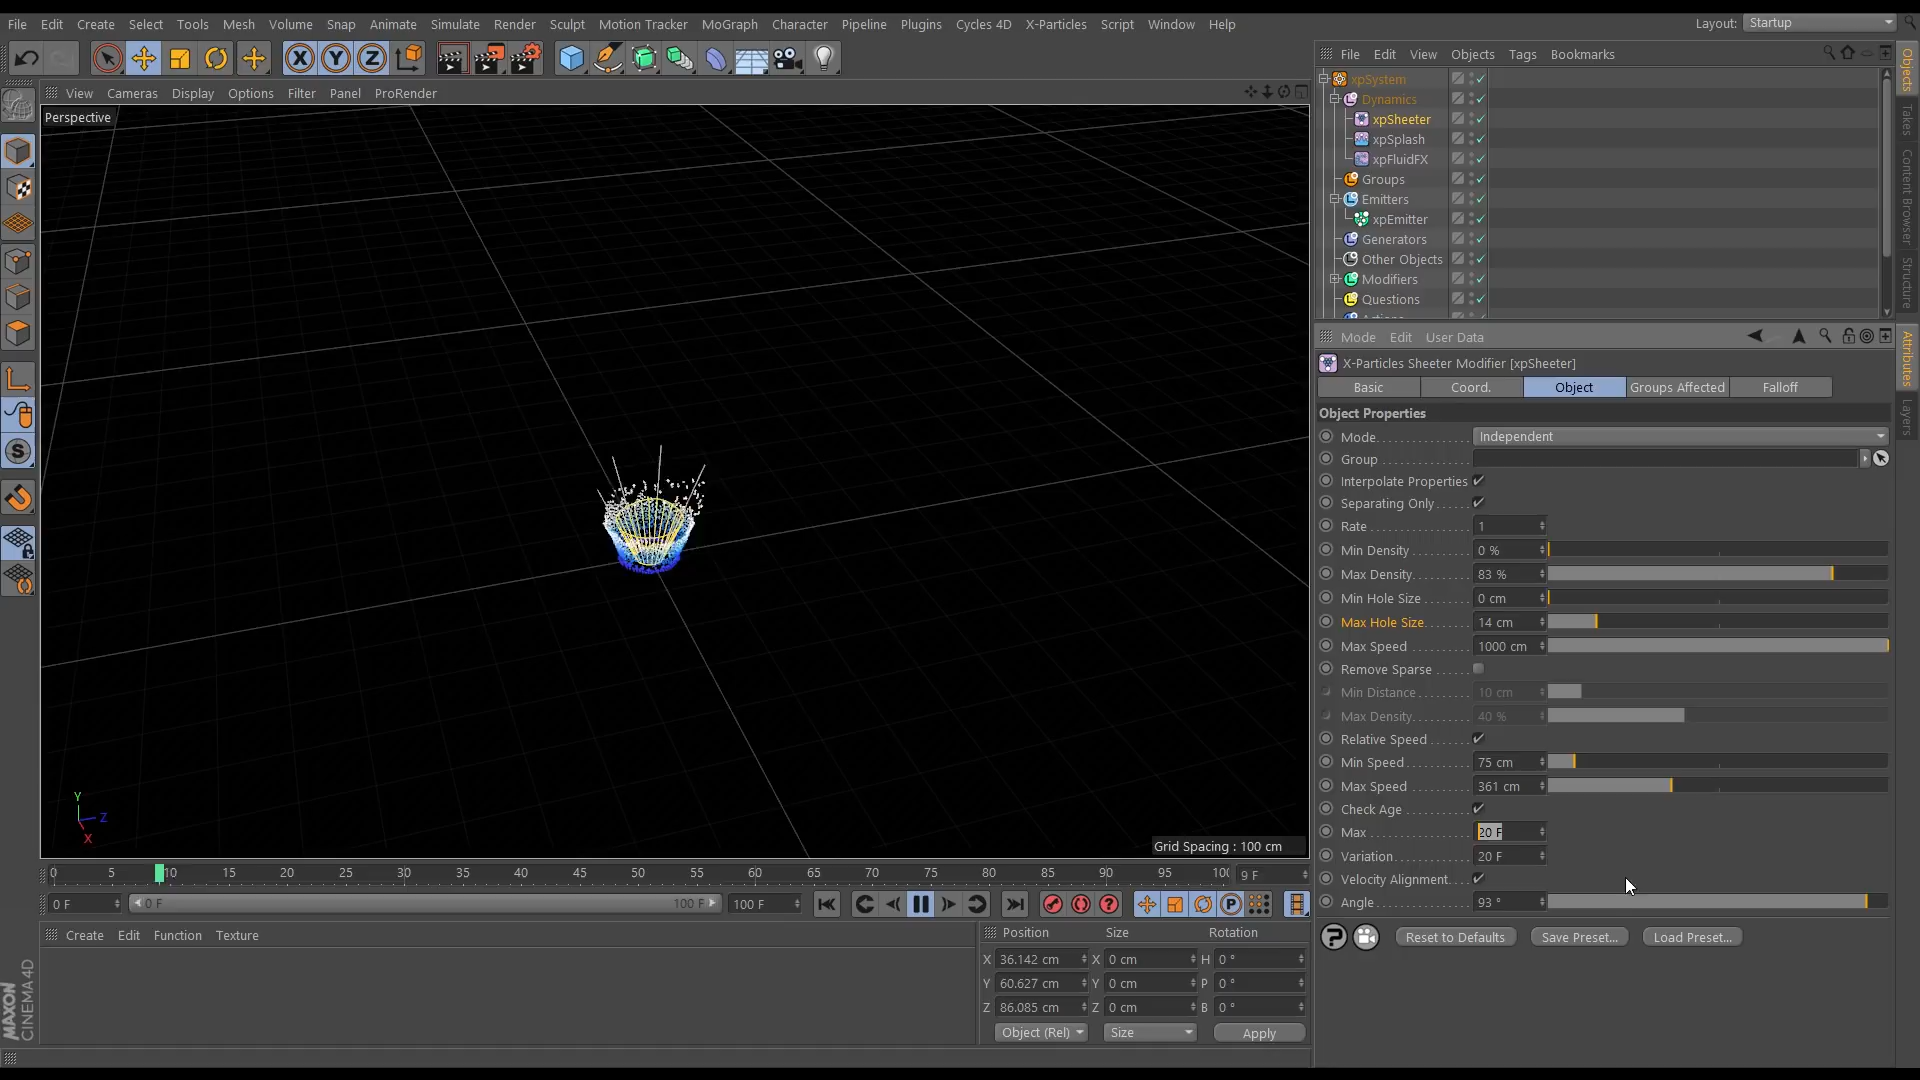 File Edit Create Select Tools Mesh Volume Snap Animate Simulate Render Sculpt Motion Tracker MoGraph Character Pipeline Plugins Cycles 4D X-Particles Script Window Help
Layout: Startup
View Cameras Display Options Filter Panel ProRender
Perspective
Y
Z
X
Grid Spacing : 100 cm
0 5 10 15 20 25 30 35 40 45 50 55 60 65 70 75 80 85 90 95 100
9 F
0 F
0 F
100 F
100 F
Create Edit Function Texture
MAXON
CINEMA 4D
Position Size Rotation
X 36.142 cm X 0 cm H 0 °
Y 60.627 cm Y 0 cm P 0 °
Z 86.085 cm Z 0 cm B 0 °
Object (Rel) Size Apply
File Edit View Objects Tags Bookmarks
xpSystem
Dynamics
xpSheeter
xpSplash
xpFluidFX
Groups
Emitters
xpEmitter
Generators
Other Objects
Modifiers
Questions
Objects
Takes
Content Browser
Structure
Attributes
Layers
Mode Edit User Data
X-Particles Sheeter Modifier [xpSheeter]
Basic Coord. Object Groups Affected Falloff
Object Properties
Mode Independent
Group
Interpolate Properties
Separating Only
Rate 1
Min Density 0 %
Max Density 83 %
Min Hole Size 0 cm
Max Hole Size 14 cm
Max Speed 1000 cm
Remove Sparse
Min Distance 10 cm
Max Density 40 %
Relative Speed
Min Speed 75 cm
Max Speed 361 cm
Check Age
Max 20 F
Variation 20 F
Velocity Alignment
Angle 93 °
Reset to Defaults Save Preset... Load Preset...